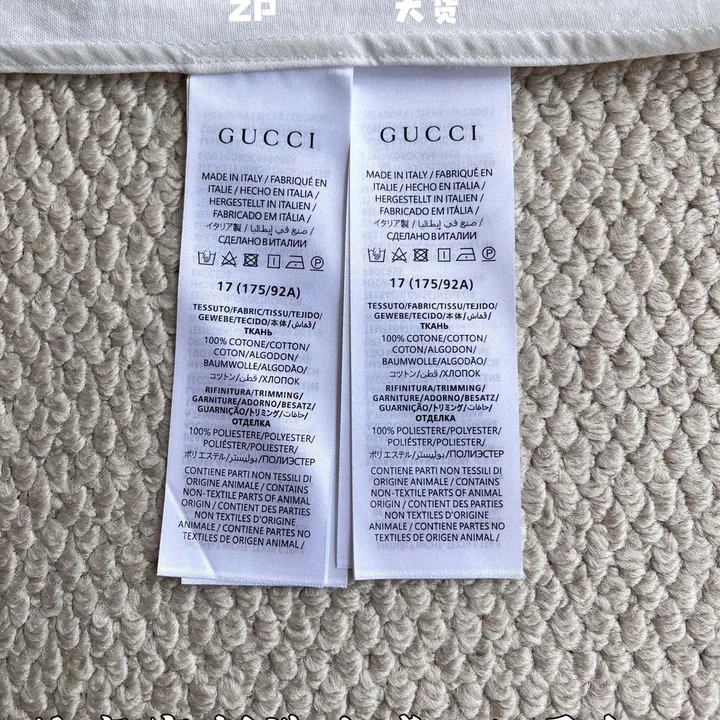 ZP 大货
GUCCI
MADE IN ITALY / FABRIQUÉ EN
ITALIE / HECHO EN ITALIA /
HERGESTELLT IN ITALIEN /
FABRICADO EM ITÁLIA /
イタリア製 / صنع في إيطاليا /
СДЕЛАНО В ИТАЛИИ
17 (175/92A)
TESSUTO/FABRIC/TISSU/TEJIDO/
GEWEBE/TECIDO/本体/قماش/
ТКАНЬ
100% COTONE/COTTON/
COTON/ALGODON/
BAUMWOLLE/ALGODÃO/
コットン/قطن/ХЛОПОК
RIFINITURA/TRIMMING/
GARNITURE/ADORNO/BESATZ/
GUARNIÇÃO/トリミング/حافات/
ОТДЕЛКА
100% POLIESTERE/POLYESTER/
POLIÉSTER/POLIESTER/
ポリエステル/بوليستر/ПОЛИЭСТЕР
CONTIENE PARTI NON TESSILI DI
ORIGINE ANIMALE / CONTAINS
NON-TEXTILE PARTS OF ANIMAL
ORIGIN / CONTIENT DES PARTIES
NON TEXTILES D'ORIGINE
ANIMALE / CONTIENE PARTES NO
TEXTILES DE ORIGEN ANIMAL /
GUCCI
MADE IN ITALY / FABRIQUÉ EN
ITALIE / HECHO EN ITALIA /
HERGESTELLT IN ITALIEN /
FABRICADO EM ITÁLIA /
イタリア製 / صنع في إيطاليا /
СДЕЛАНО В ИТАЛИИ
17 (175/92A)
TESSUTO/FABRIC/TISSU/TEJIDO/
GEWEBE/TECIDO/本体/قماش/
ТКАНЬ
100% COTONE/COTTON/
COTON/ALGODON/
BAUMWOLLE/ALGODÃO/
コットン/قطن/ХЛОПОК
RIFINITURA/TRIMMING/
GARNITURE/ADORNO/BESATZ/
GUARNIÇÃO/トリミング/حافات/
ОТДЕЛКА
100% POLIESTERE/POLYESTER/
POLIÉSTER/POLIESTER/
ポリエステル/بوليستر/ПОЛИЭСТЕР
CONTIENE PARTI NON TESSILI DI
ORIGINE ANIMALE / CONTAINS
NON-TEXTILE PARTS OF ANIMAL
ORIGIN / CONTIENT DES PARTIES
NON TEXTILES D'ORIGINE
ANIMALE / CONTIENE PARTES NO
TEXTILES DE ORIGEN ANIMAL /